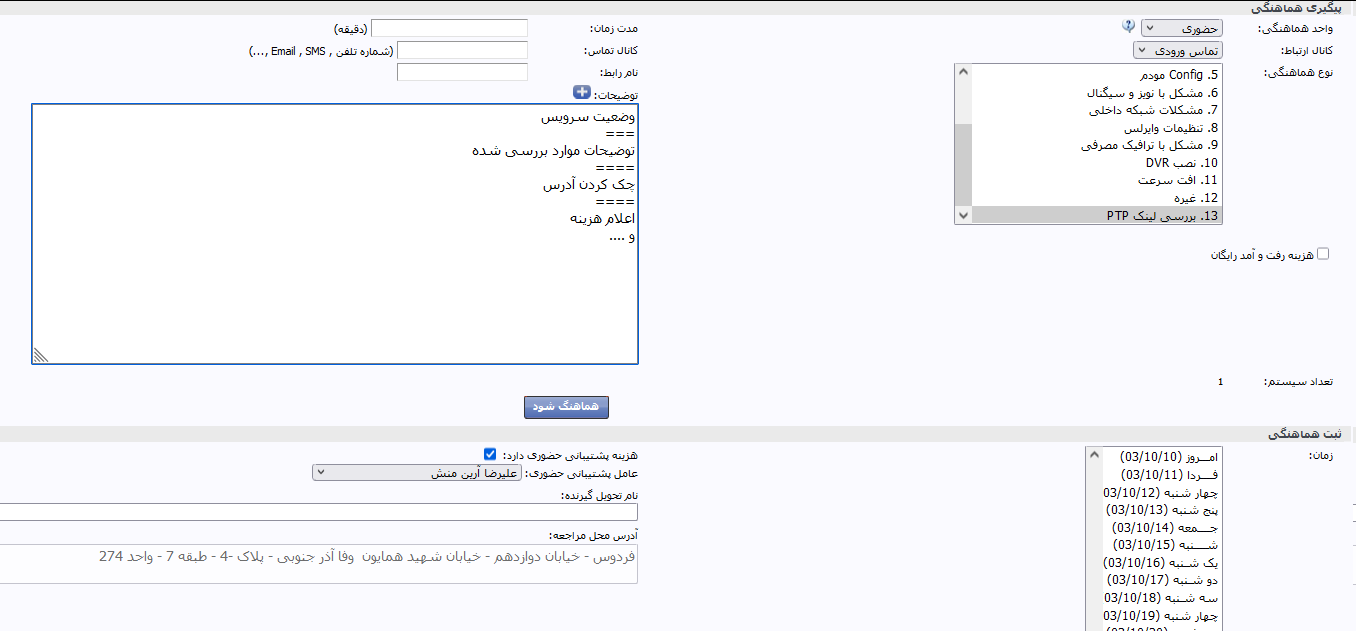 پیگیری هماهنگی
واحد هماهنگی: حضوری
کانال ارتباط: تماس ورودی
نوع هماهنگی:
5. Config مودم
6. مشکل با نویز و سیگنال
7. مشکلات شبکه داخلی
8. تنظیمات وایرلس
9. مشکل با ترافیک مصرفی
10. نصب DVR
11. افت سرعت
12. غیره
13. بررسی لینک PTP
هزینه رفت و آمد رایگان
تعداد سیستم: 1
مدت زمان: (دقیقه)
کانال تماس: (شماره تلفن , Email , SMS ,...)
نام رابط:
توضیحات:
وضعیت سرویس
===
توضیحات موارد بررسی شده
====
چک کردن آدرس
====
اعلام هزینه
و ....
هماهنگ شود
ثبت هماهنگی
زمان:
امـــروز (03/10/10)
فـــردا (03/10/11)
چهار شنبه (03/10/12
پنج شنبه (03/10/13)
جـــمعه (03/10/14)
شـــنبه (03/10/15)
یک شنبه (03/10/16)
دو شنبه (03/10/17)
سه شنبه (03/10/18
چهار شنبه (03/10/19
هزینه پشتیبانی حضوری دارد:
عامل پشتیبانی حضوری: علیرضا آرین منش
نام تحویل گیرنده:
آدرس محل مراجعه:
فردوس - خیابان دوازدهم - خیابان شهید همایون وفا آذر جنوبی - پلاک -4 - طبقه 7 - واحد 274